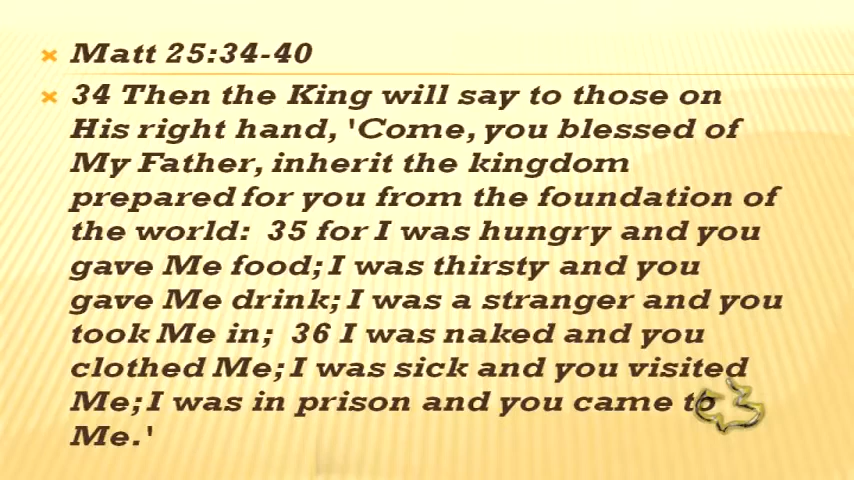 Matt 25:34-40
34 Then the King will say to those on
His right hand, 'Come, you blessed of
My Father, inherit the kingdom
prepared for you from the foundation of
the world:  35 for I was hungry and you
gave Me food; I was thirsty and you
gave Me drink; I was a stranger and you
took Me in;  36 I was naked and you
clothed Me; I was sick and you visited
Me; I was in prison and you came to
Me.'